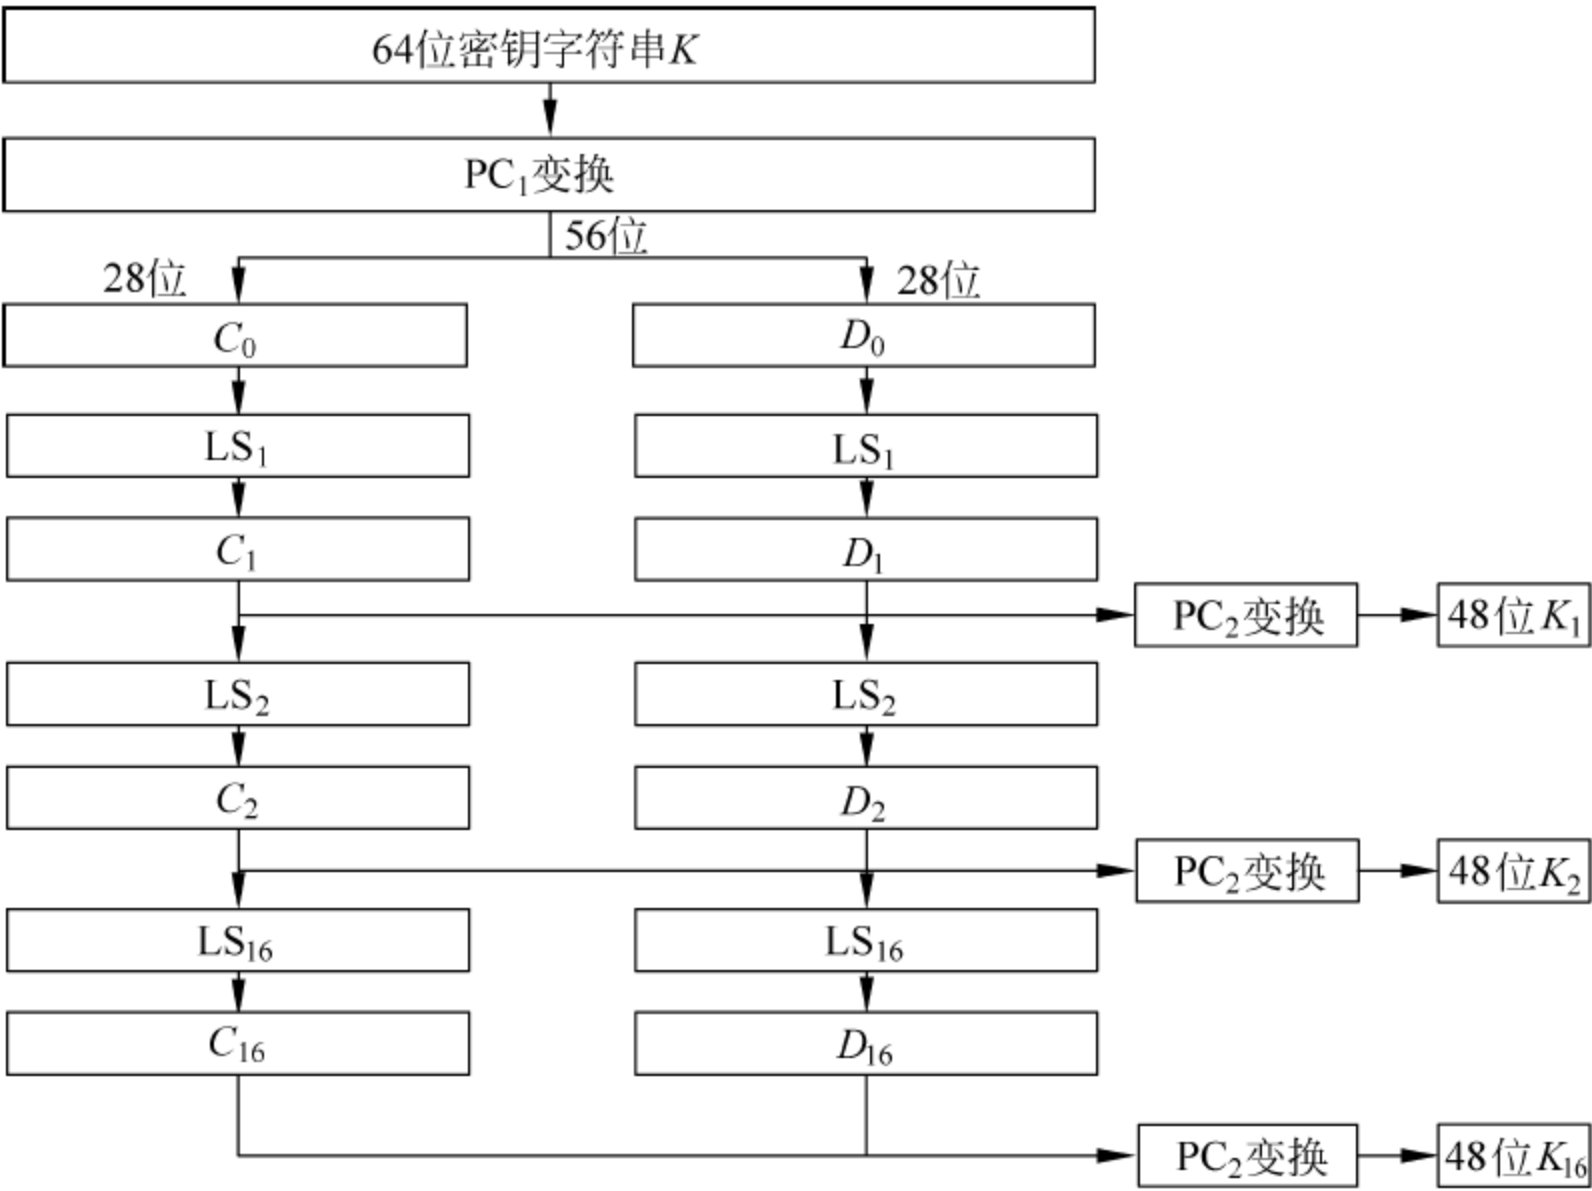 64位密钥字符串K
PC₁变换
56位
28位
28位
C₀
D₀
LS₁
LS₁
C₁
D₁
PC₂变换
48位K₁
LS₂
LS₂
C₂
D₂
PC₂变换
48位K₂
LS₁₆
LS₁₆
C₁₆
D₁₆
PC₂变换
48位K₁₆